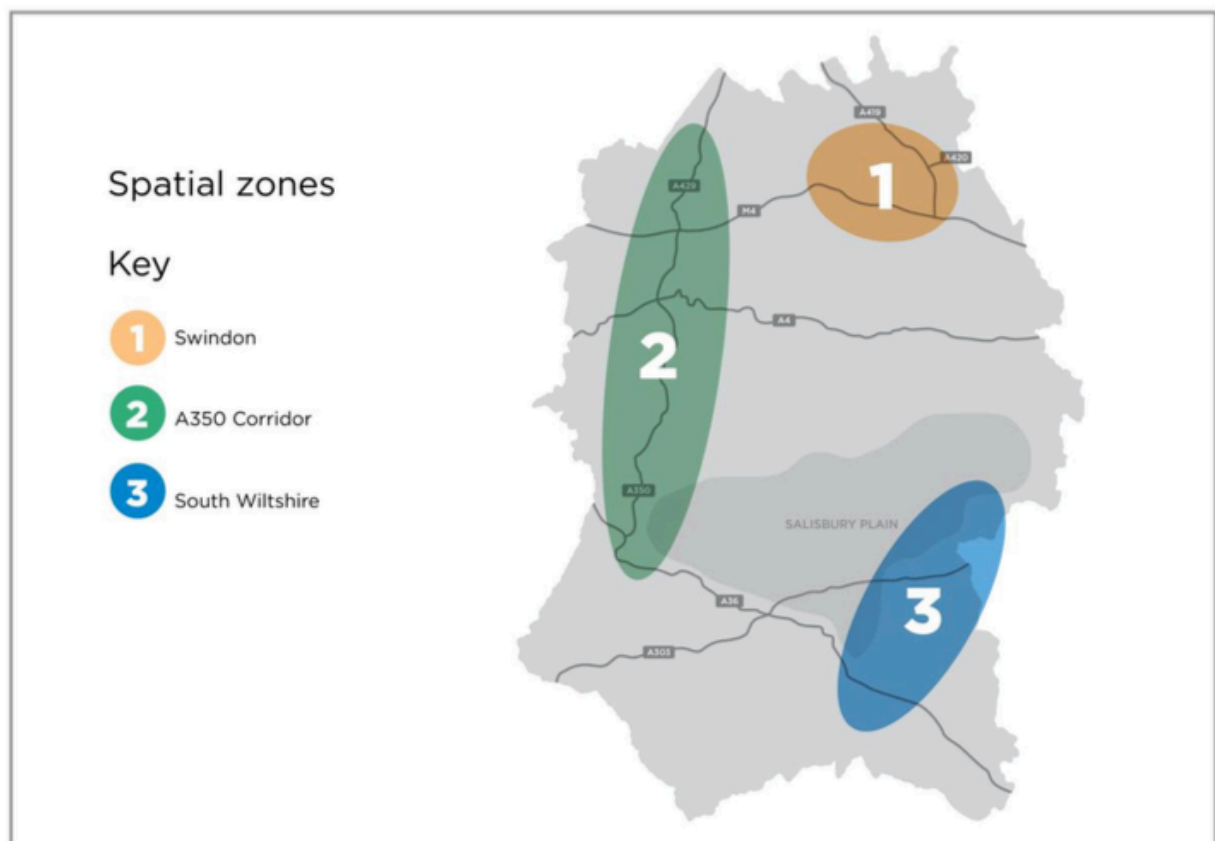 Spatial zones
Key
1 Swindon
2 A350 Corridor
3 South Wiltshire
A419
A420
1
A429
M4
A4
2
A350
SALISBURY PLAIN
A36
3
A303